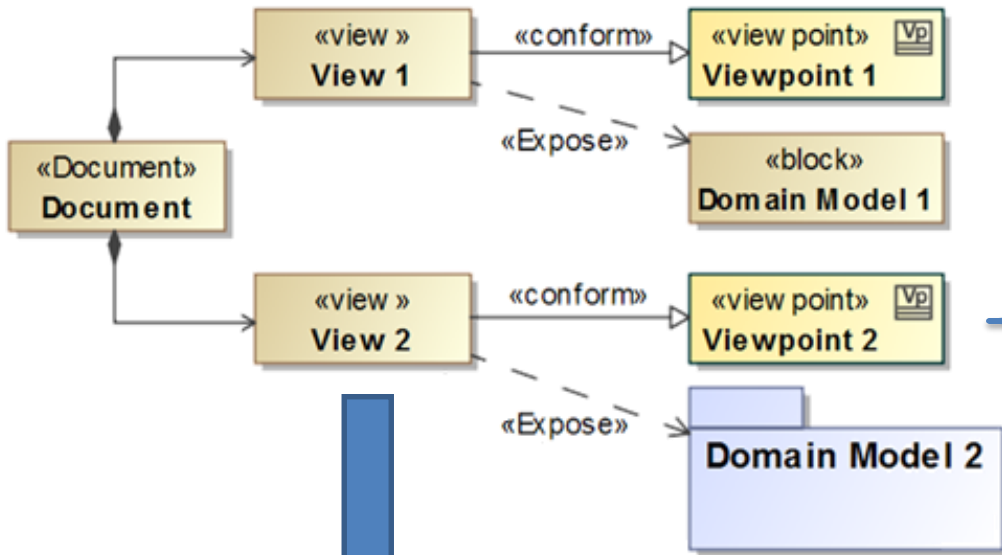 «view »
View 1
«conform»
«view point»
Vp
Viewpoint 1
«Expose»
«block»
Domain Model 1
«Document»
Document
«view »
View 2
«conform»
«view point»
Vp
Viewpoint 2
«Expose»
Domain Model 2